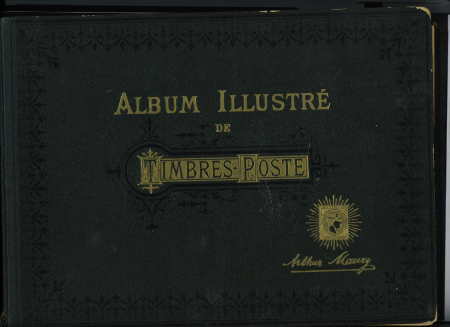 ALBUM ILLUSTRÉ
DE
TIMBRES-POSTE
Arthur Maury